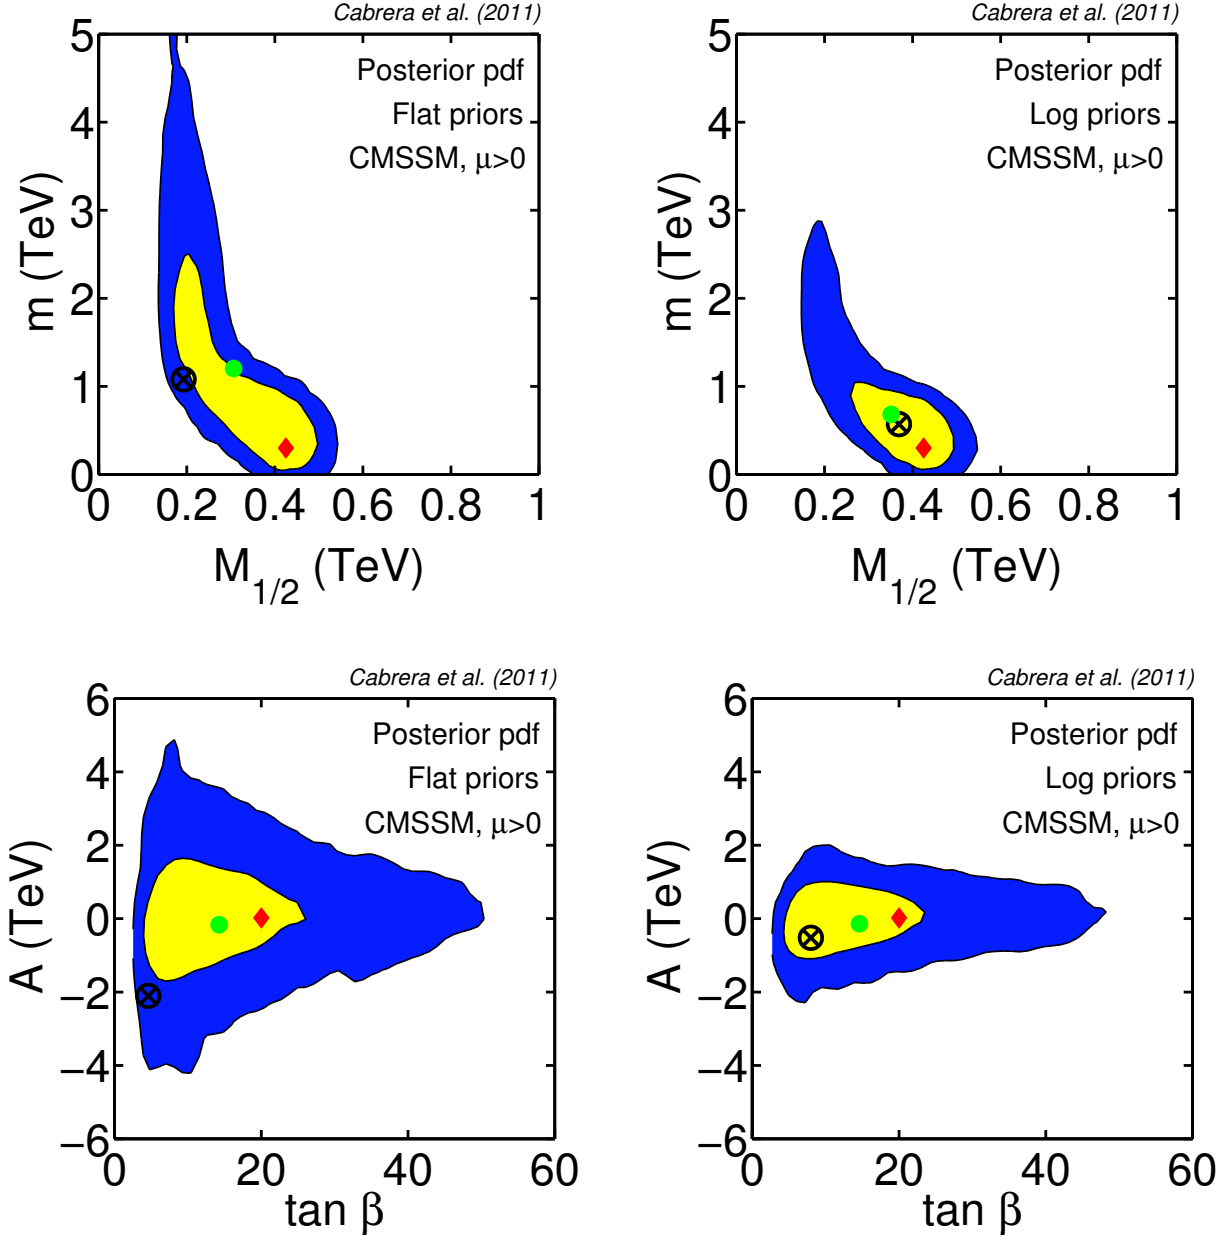 Cabrera et al. (2011)
Posterior pdf
Flat priors
CMSSM, μ>0
5
4
3
2
1
0
m (TeV)
0 0.2 0.4 0.6 0.8 1
M1/2 (TeV)
Cabrera et al. (2011)
Posterior pdf
Log priors
CMSSM, μ>0
5
4
3
2
1
0
m (TeV)
0 0.2 0.4 0.6 0.8 1
M1/2 (TeV)
Cabrera et al. (2011)
Posterior pdf
Flat priors
CMSSM, μ>0
6
4
2
0
−2
−4
−6
A (TeV)
0 20 40 60
tan β
Cabrera et al. (2011)
Posterior pdf
Log priors
CMSSM, μ>0
6
4
2
0
−2
−4
−6
A (TeV)
0 20 40 60
tan β